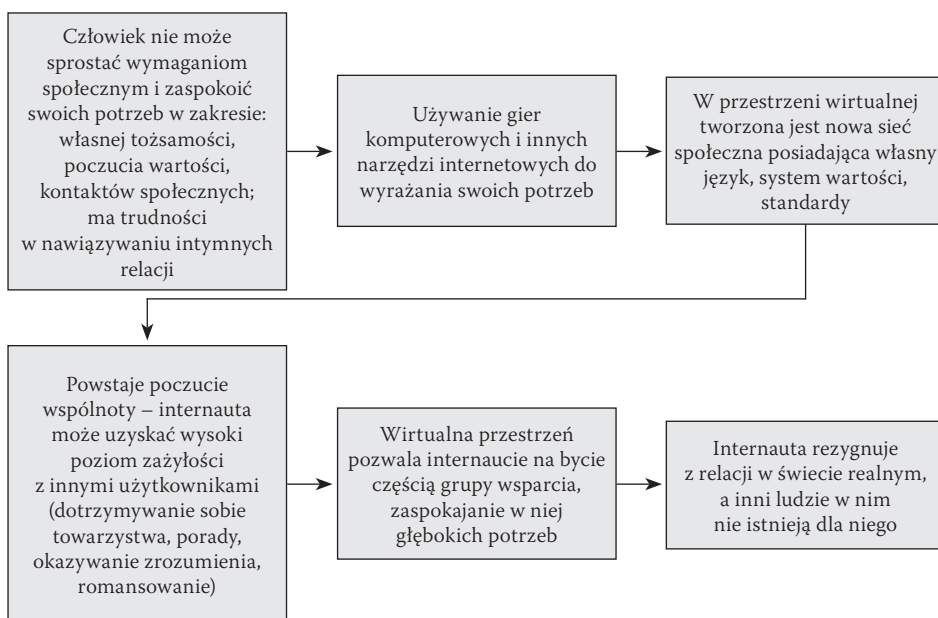 Człowiek nie może
sprostać wymaganiom
społecznym i zaspokoić
swoich potrzeb w zakresie:
własnej tożsamości,
poczucia wartości,
kontaktów społecznych;
ma trudności
w nawiązywaniu intymnych
relacji
Używanie gier
komputerowych i innych
narzędzi internetowych do
wyrażania swoich potrzeb
W przestrzeni wirtualnej
tworzona jest nowa sieć
społeczna posiadająca własny
język, system wartości,
standardy
Powstaje poczucie
wspólnoty – internauta
może uzyskać wysoki
poziom zażyłości
z innymi użytkownikami
(dotrzymywanie sobie
towarzystwa, porady,
okazywanie zrozumienia,
romansowanie)
Wirtualna przestrzeń
pozwala internaucie na bycie
częścią grupy wsparcia,
zaspokajanie w niej
głębokich potrzeb
Internauta rezygnuje
z relacji w świecie realnym,
a inni ludzie w nim
nie istnieją dla niego